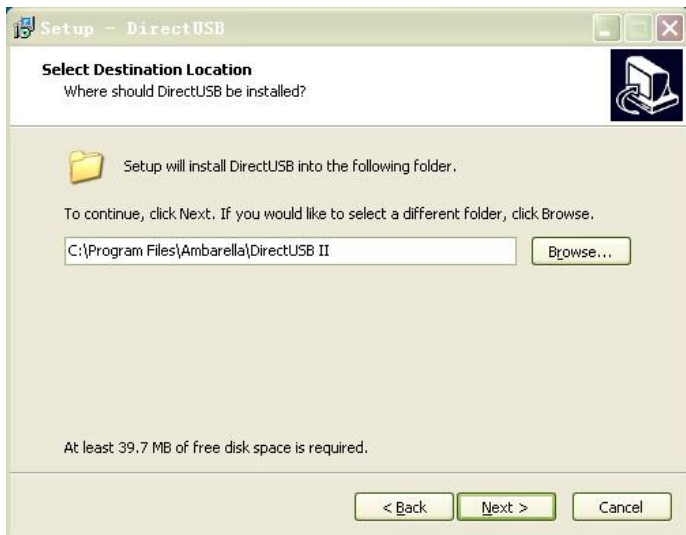 Setup - DirectUSB
Select Destination Location
Where should DirectUSB be installed?
Setup will install DirectUSB into the following folder.
To continue, click Next. If you would like to select a different folder, click Browse.
C:\Program Files\Ambarella\DirectUSB II
Browse...
At least 39.7 MB of free disk space is required.
< Back Next > Cancel